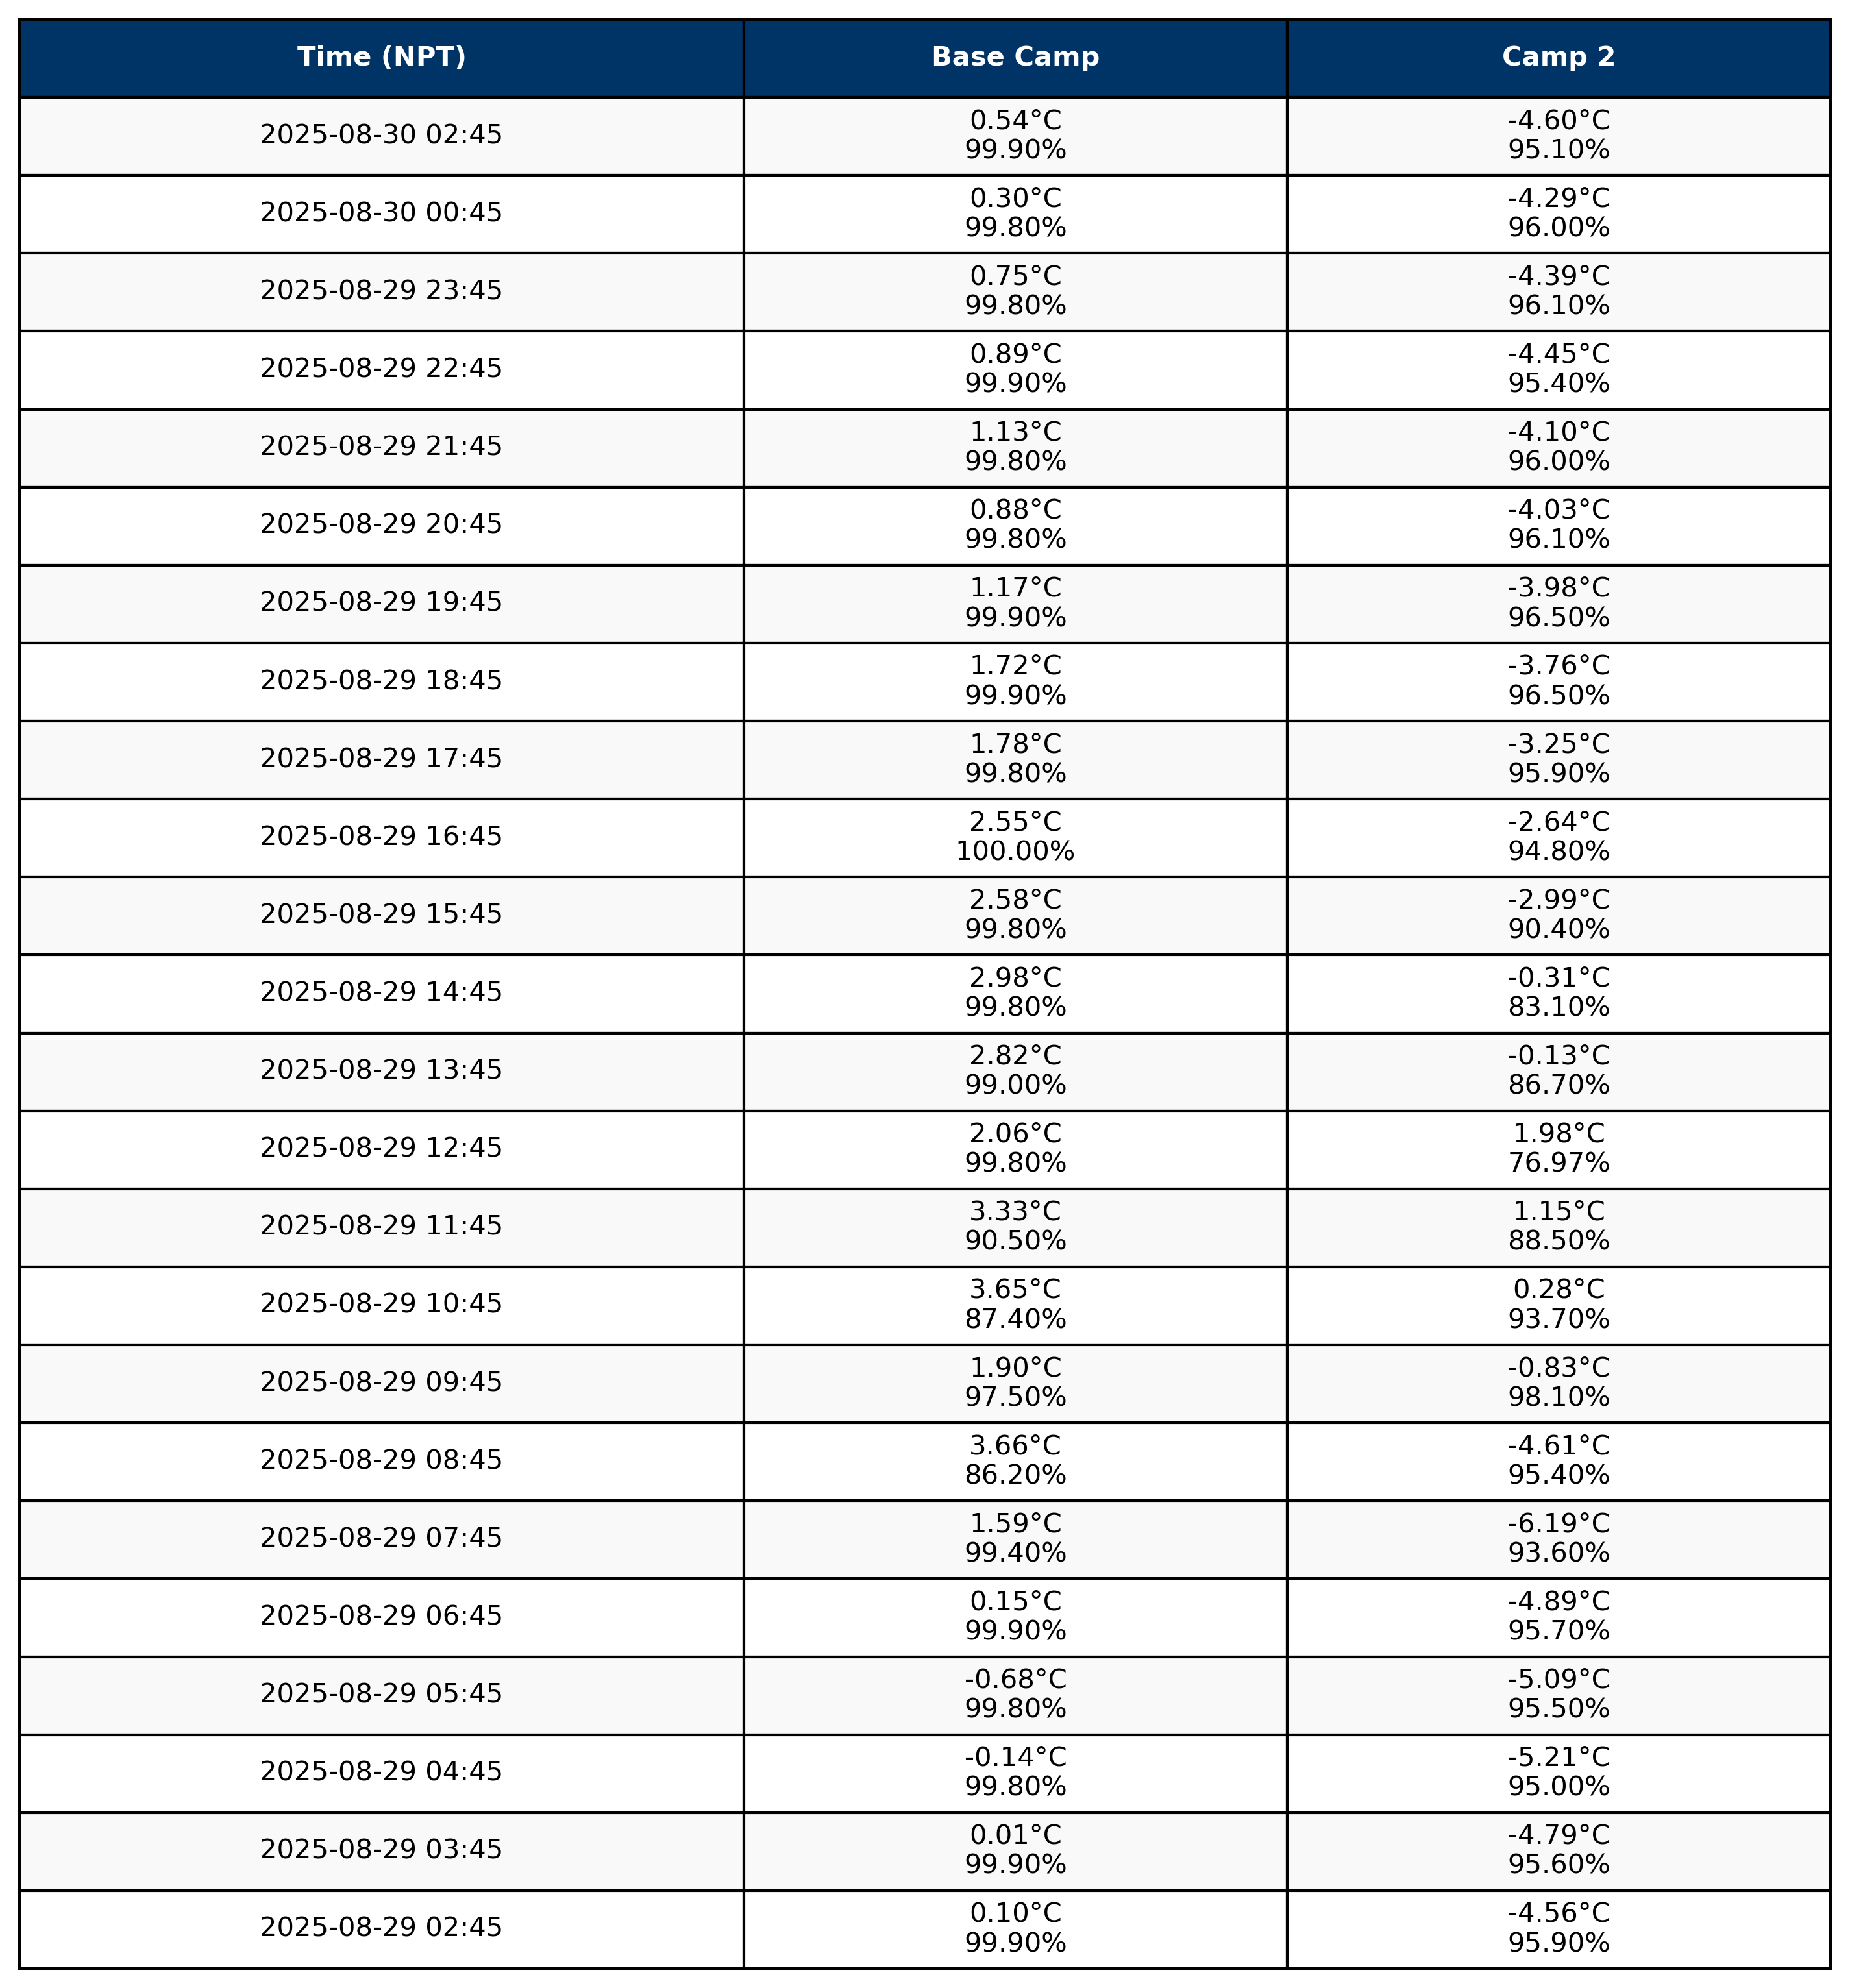 Time (NPT) Base Camp Camp 2
2025-08-30 02:45
0.54°C
99.90%
-4.60°C
95.10%
2025-08-30 00:45
0.30°C
99.80%
-4.29°C
96.00%
2025-08-29 23:45
0.75°C
99.80%
-4.39°C
96.10%
2025-08-29 22:45
0.89°C
99.90%
-4.45°C
95.40%
2025-08-29 21:45
1.13°C
99.80%
-4.10°C
96.00%
2025-08-29 20:45
0.88°C
99.80%
-4.03°C
96.10%
2025-08-29 19:45
1.17°C
99.90%
-3.98°C
96.50%
2025-08-29 18:45
1.72°C
99.90%
-3.76°C
96.50%
2025-08-29 17:45
1.78°C
99.80%
-3.25°C
95.90%
2025-08-29 16:45
2.55°C
100.00%
-2.64°C
94.80%
2025-08-29 15:45
2.58°C
99.80%
-2.99°C
90.40%
2025-08-29 14:45
2.98°C
99.80%
-0.31°C
83.10%
2025-08-29 13:45
2.82°C
99.00%
-0.13°C
86.70%
2025-08-29 12:45
2.06°C
99.80%
1.98°C
76.97%
2025-08-29 11:45
3.33°C
90.50%
1.15°C
88.50%
2025-08-29 10:45
3.65°C
87.40%
0.28°C
93.70%
2025-08-29 09:45
1.90°C
97.50%
-0.83°C
98.10%
2025-08-29 08:45
3.66°C
86.20%
-4.61°C
95.40%
2025-08-29 07:45
1.59°C
99.40%
-6.19°C
93.60%
2025-08-29 06:45
0.15°C
99.90%
-4.89°C
95.70%
2025-08-29 05:45
-0.68°C
99.80%
-5.09°C
95.50%
2025-08-29 04:45
-0.14°C
99.80%
-5.21°C
95.00%
2025-08-29 03:45
0.01°C
99.90%
-4.79°C
95.60%
2025-08-29 02:45
0.10°C
99.90%
-4.56°C
95.90%